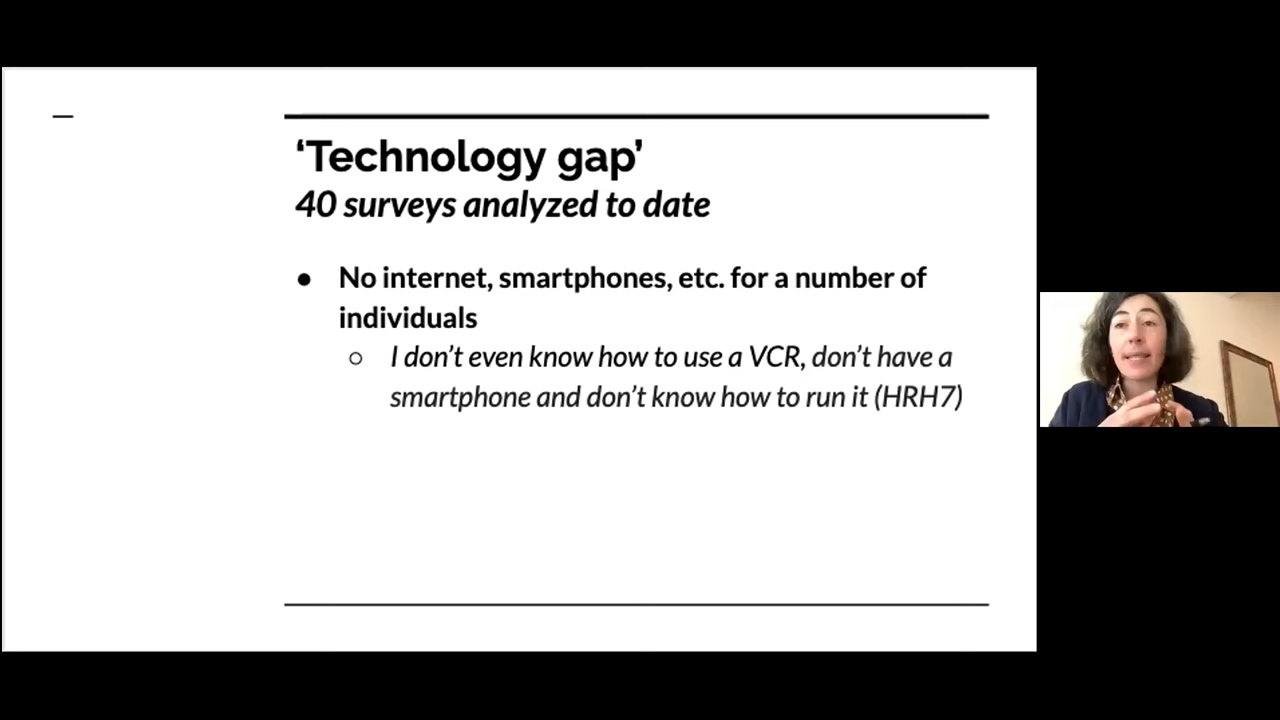 ‘Technology gap’
40 surveys analyzed to date
● No internet, smartphones, etc. for a number of
individuals
○ I don’t even know how to use a VCR, don’t have a
smartphone and don’t know how to run it (HRH7)